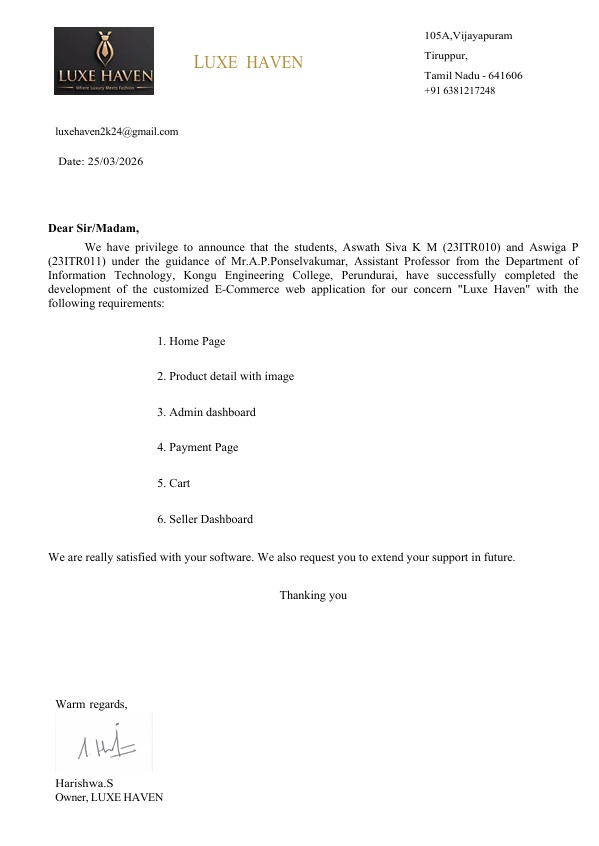 LUXE HAVEN
Where Luxury Meets Fashion
LUXE HAVEN
105A,Vijayapuram
Tiruppur,
Tamil Nadu - 641606
+91 6381217248
luxehaven2k24@gmail.com
Date: 25/03/2026
Dear Sir/Madam,
We have privilege to announce that the students, Aswath Siva K M (23ITR010) and Aswiga P
(23ITR011) under the guidance of Mr.A.P.Ponselvakumar, Assistant Professor from the Department of
Information Technology, Kongu Engineering College, Perundurai, have successfully completed the
development of the customized E-Commerce web application for our concern "Luxe Haven" with the
following requirements:
1. Home Page
2. Product detail with image
3. Admin dashboard
4. Payment Page
5. Cart
6. Seller Dashboard
We are really satisfied with your software. We also request you to extend your support in future.
Thanking you
Warm regards,
Harishwa.S
Owner, LUXE HAVEN